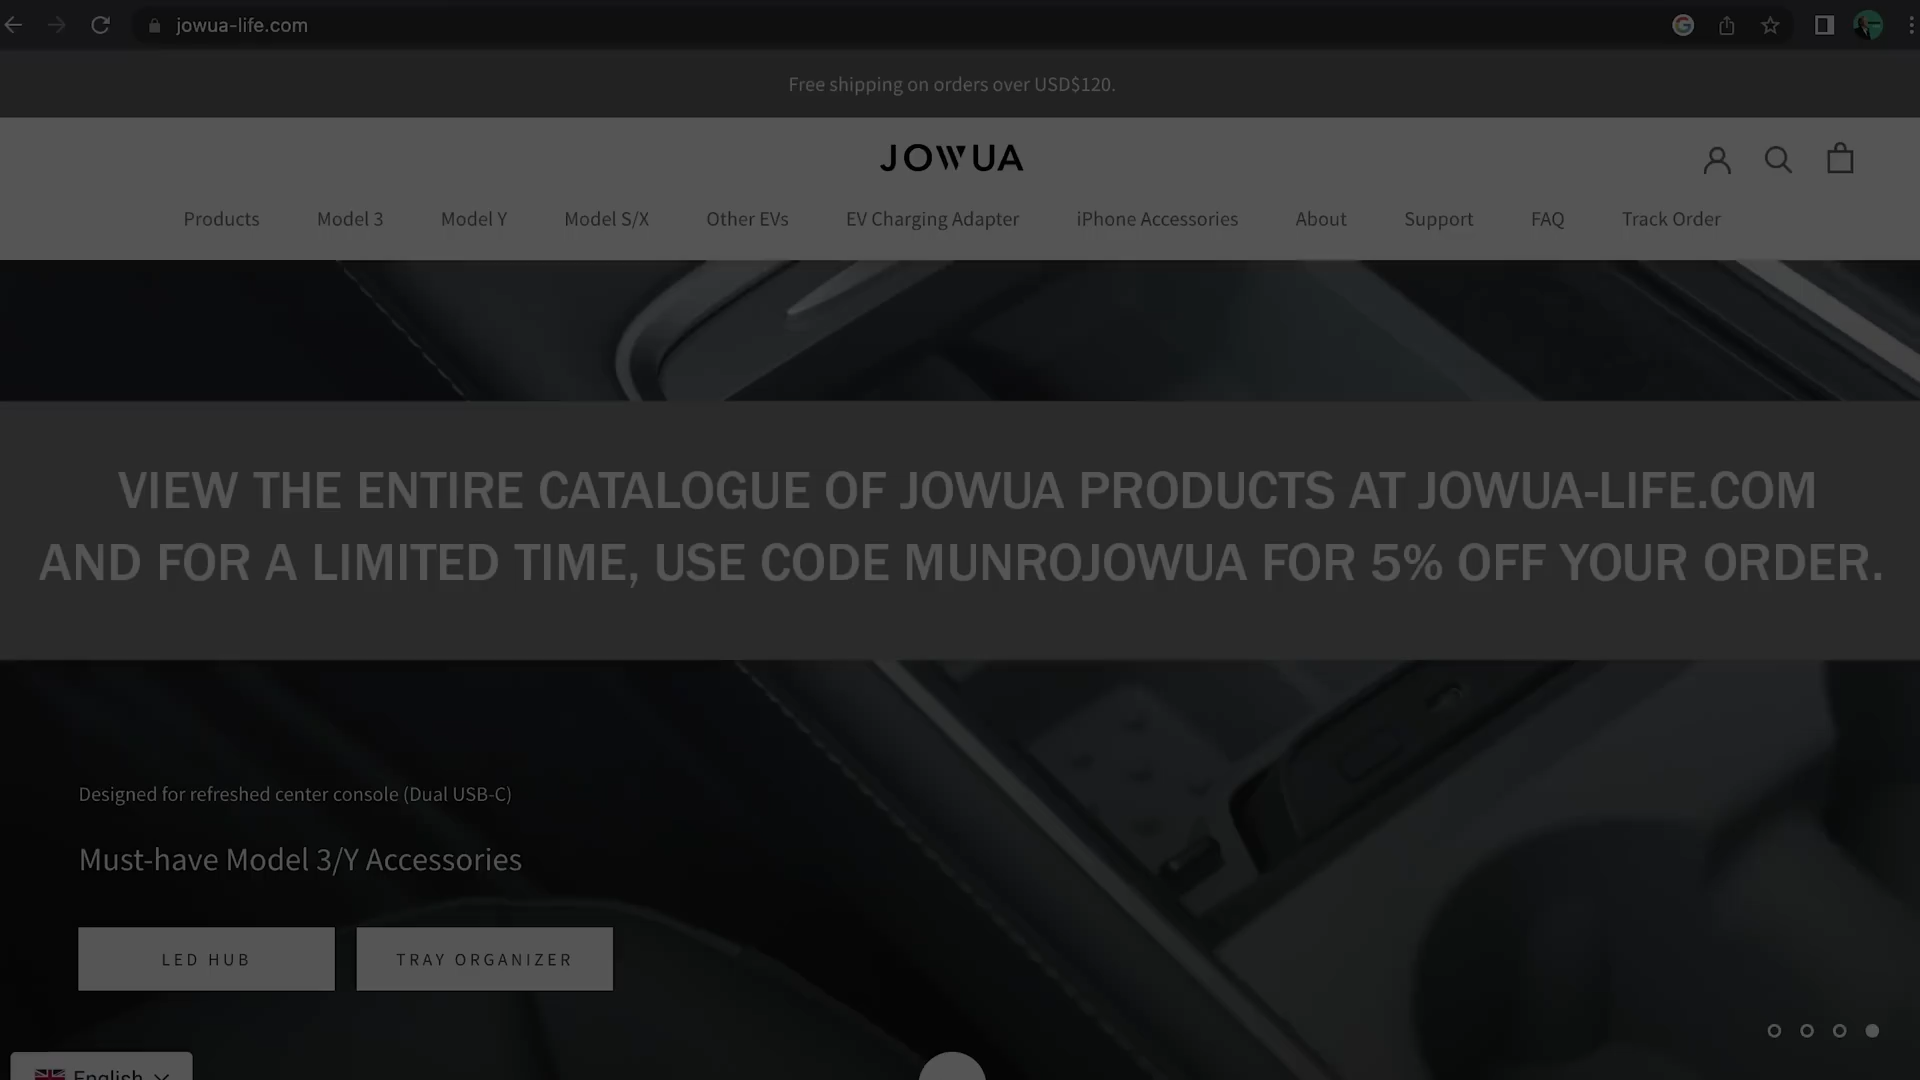 jowua-life.com
Free shipping on orders over USD$120.
JOWUA
Products Model 3 Model Y Model S/X Other EVs EV Charging Adapter iPhone Accessories About Support FAQ Track Order
VIEW THE ENTIRE CATALOGUE OF JOWUA PRODUCTS AT JOWUA-LIFE.COM
AND FOR A LIMITED TIME, USE CODE MUNROJOWUA FOR 5% OFF YOUR ORDER.
Designed for refreshed center console (Dual USB-C)
Must-have Model 3/Y Accessories
LED HUB TRAY ORGANIZER
English